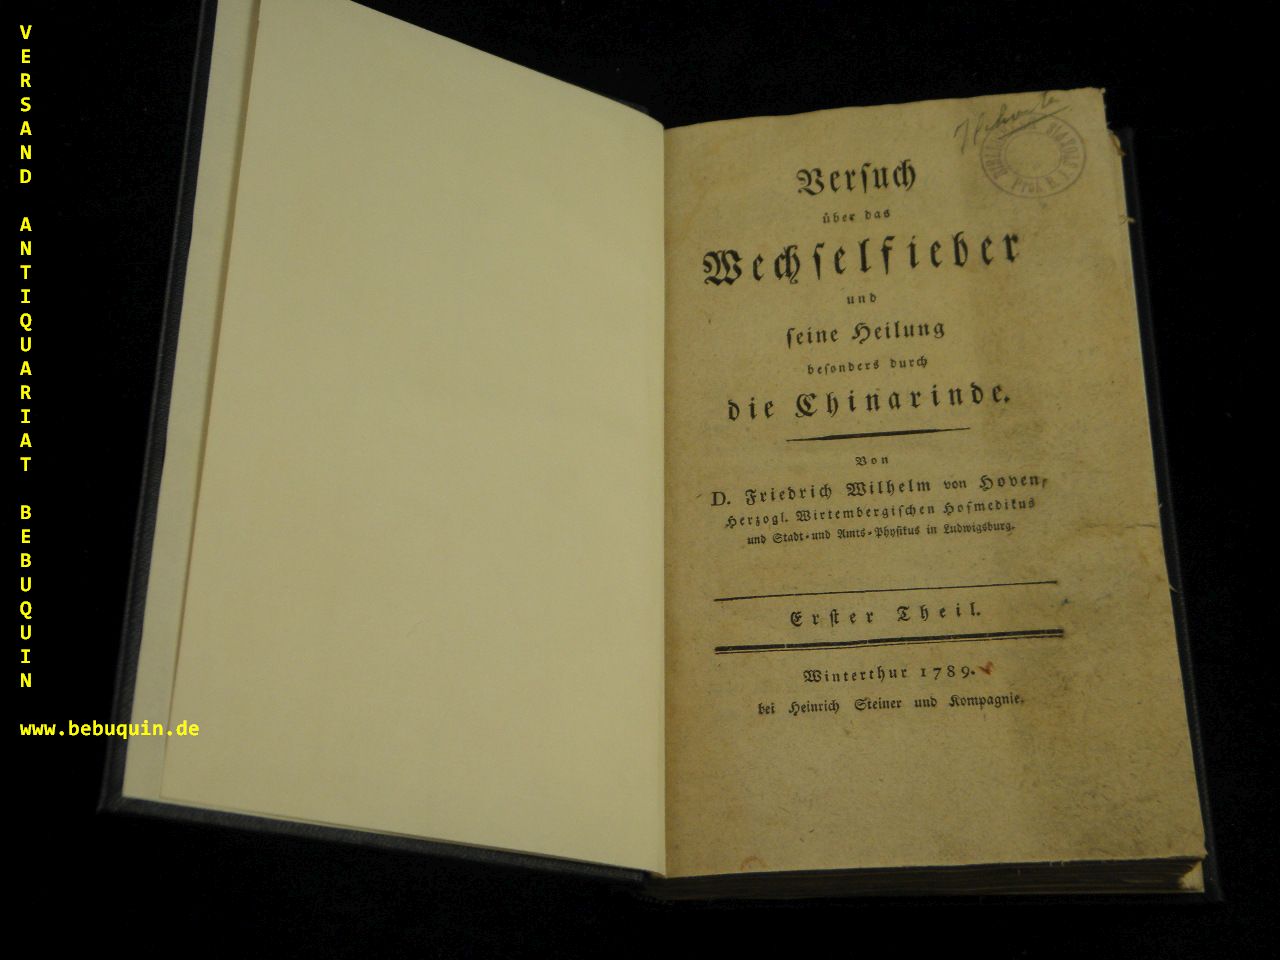 VERSAND ANTIQUARIAT BEBUQUIN
www.bebuquin.de
Verſuch
über das
Wechſelfieber
und
ſeine Heilung
beſonders durch
die Chinarinde.
Von
D. Friedrich Wilhelm von Hoven,
Herzogl. Wirtembergiſchen Hofmedikus
und Stadt- und Amts-Phyſikus in Ludwigsburg.
Erſter Theil.
Winterthur 1789.
bei Heinrich Steiner und Kompagnie.